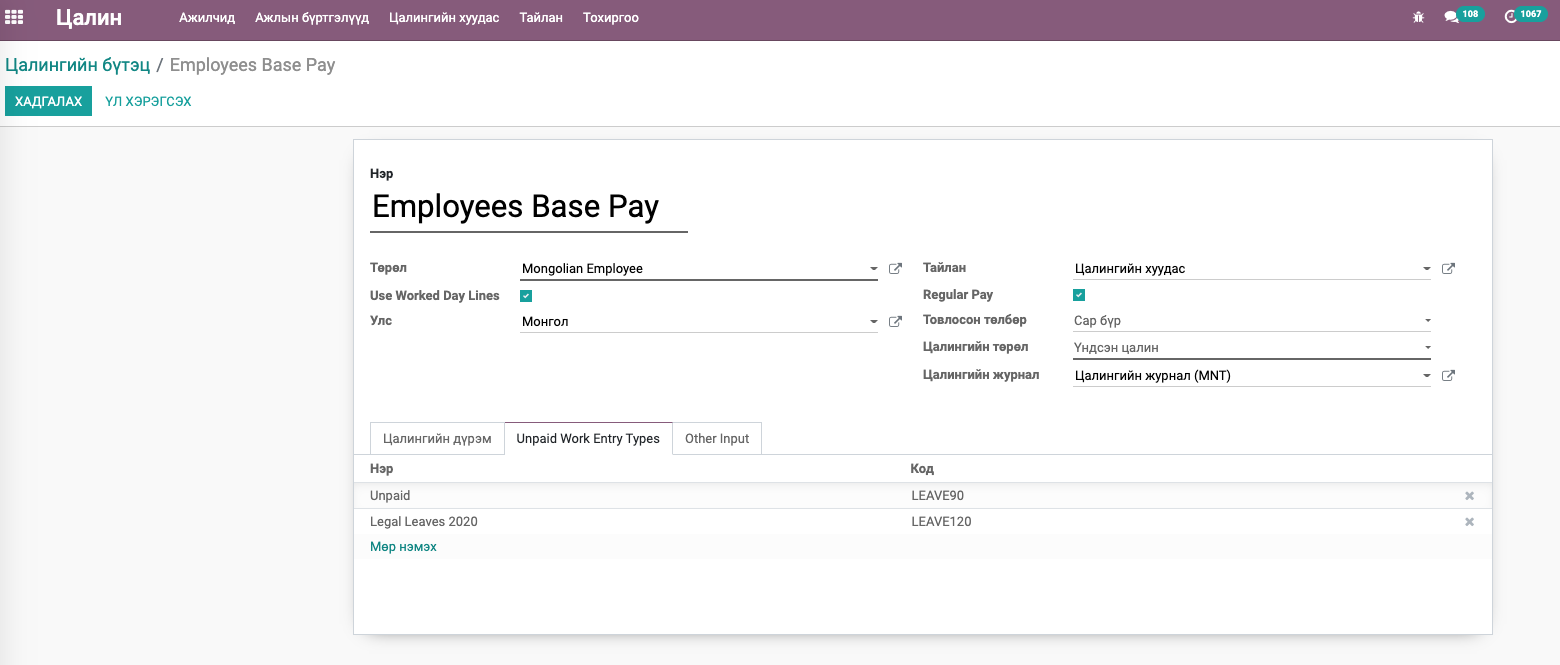 Цалин Ажилчид Ажлын бүртгэлүүд Цалингийн хуудас Тайлан Тохиргоо 108 1067
Цалингийн бүтэц / Employees Base Pay
ХАДГАЛАХ ҮЛ ХЭРЭГСЭХ
Нэр
Employees Base Pay
Төрөл Mongolian Employee Тайлан Цалингийн хуудас
Use Worked Day Lines Regular Pay
Улс Монгол Товлосон төлбөр Сар бүр
Цалингийн төрөл Үндсэн цалин
Цалингийн журнал Цалингийн журнал (MNT)
Цалингийн дүрэм Unpaid Work Entry Types Other Input
Нэр Код
Unpaid LEAVE90
Legal Leaves 2020 LEAVE120
Мөр нэмэх